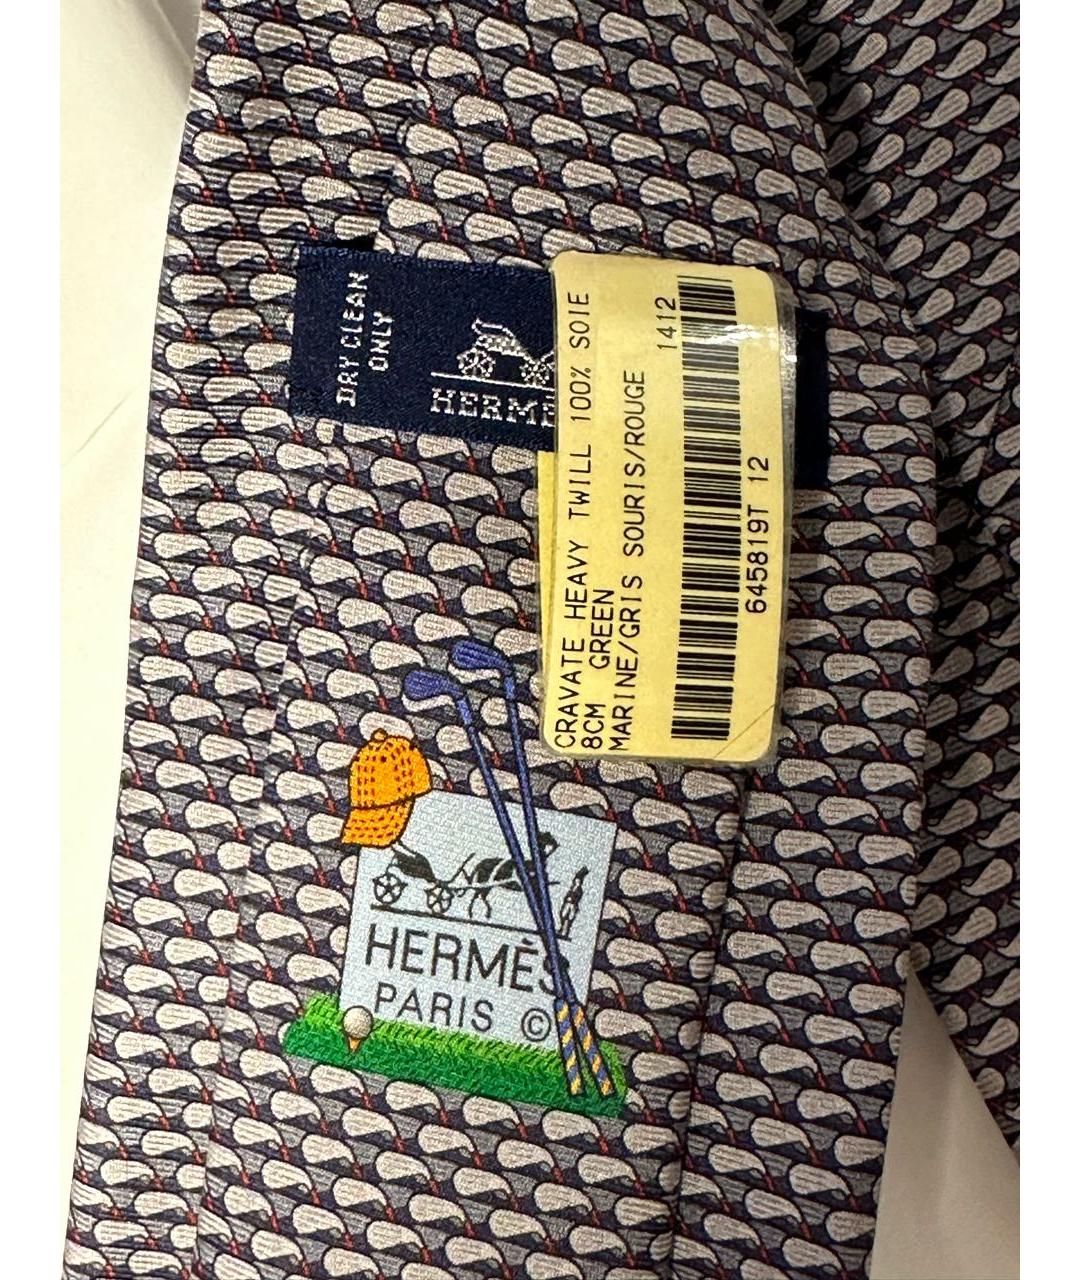 DRY CLEAN
ONLY
HERMÈ
CRAVATE HEAVY TWILL 100% SOIE
8CM GREEN
MARINE/GRIS SOURIS/ROUGE
1412
645819T 12
HERMÈS
PARIS ©